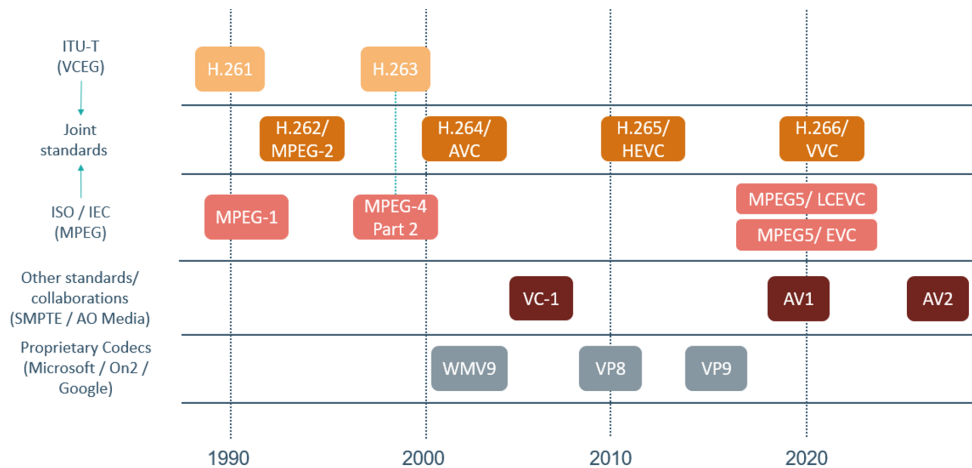 ITU-T
(VCEG)
H.261
H.263
Joint
standards
H.262/
MPEG-2
H.264/
AVC
H.265/
HEVC
H.266/
VVC
ISO / IEC
(MPEG)
MPEG-1
MPEG-4
Part 2
MPEG5/ LCEVC
MPEG5/ EVC
Other standards/
collaborations
(SMPTE / AO Media)
VC-1
AV1
AV2
Proprietary Codecs
(Microsoft / On2 /
Google)
WMV9
VP8
VP9
1990
2000
2010
2020